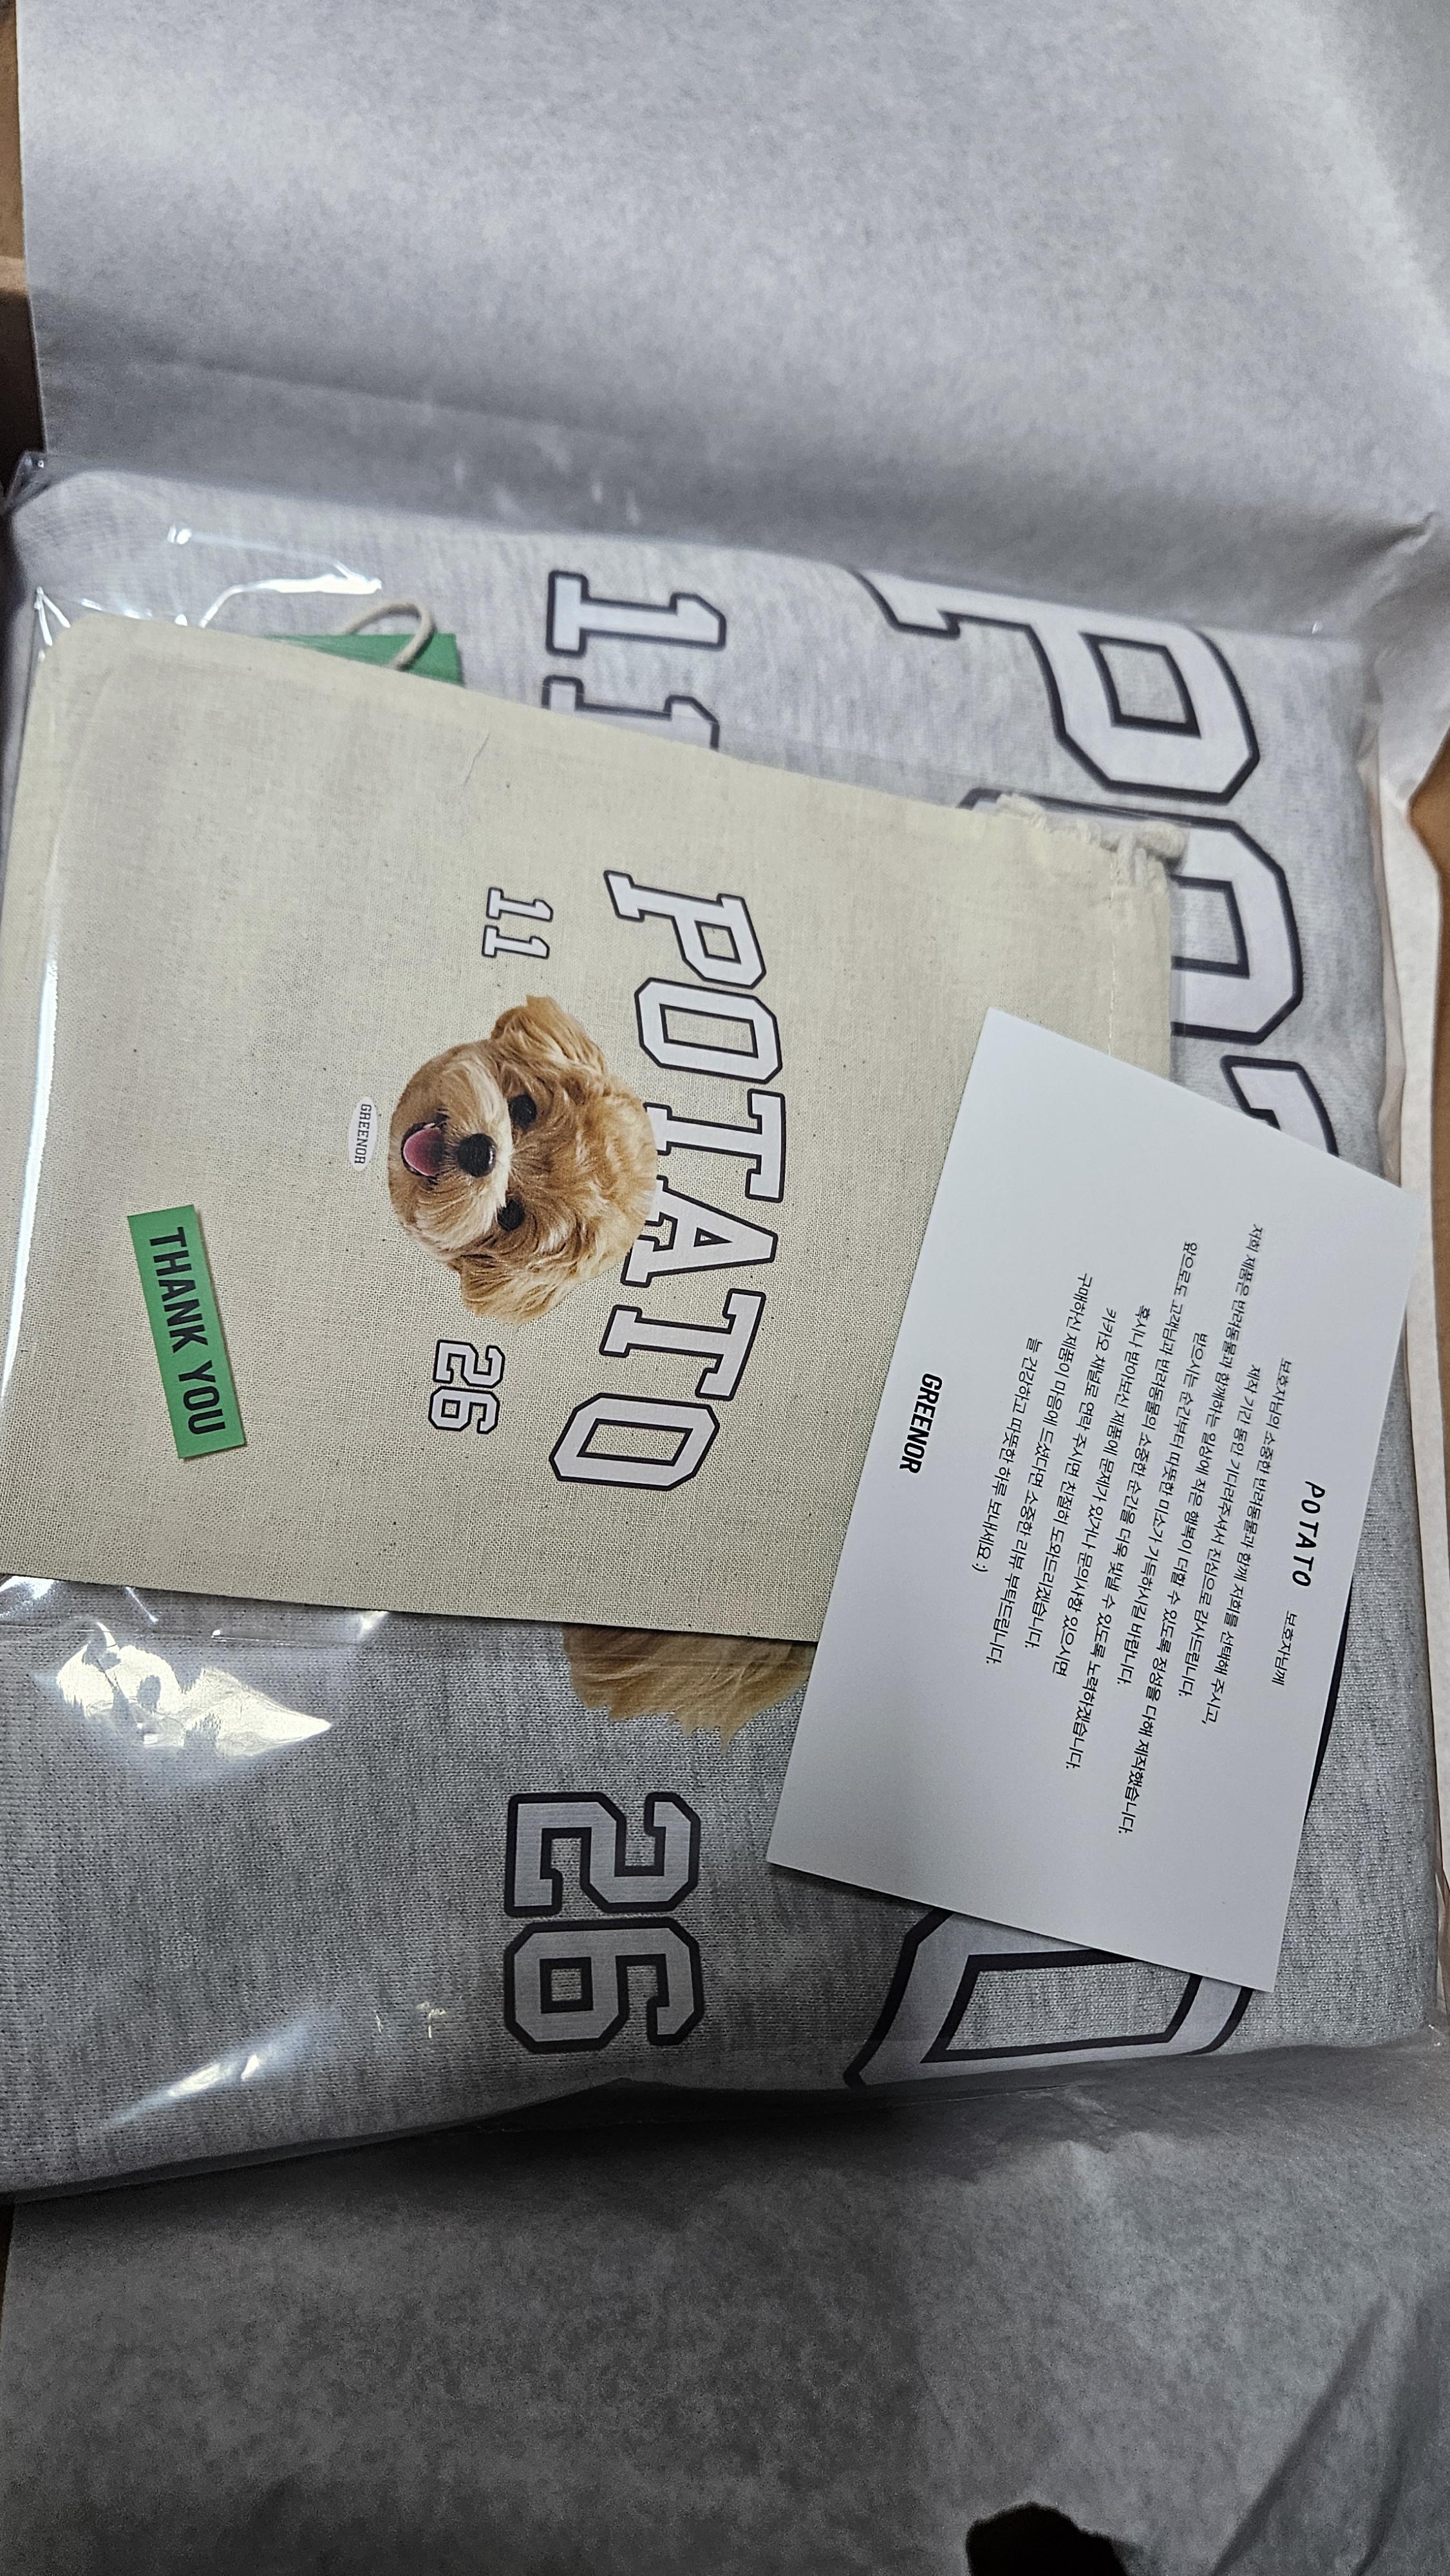 POTATO
11
26
GREENOR
THANK YOU
11
26
POTATO 보호자님께
보호자님의 소중한 반려동물과 함께 저희를 선택해 주시고,
제작 기간 동안 기다려주셔서 진심으로 감사드립니다.
저희 제품은 반려동물과 함께하는 일상에 작은 행복이 더할 수 있도록 정성을 다해 제작했습니다.
받으시는 순간부터 따뜻한 미소가 가득하시길 바랍니다.
앞으로도 고객님과 반려동물의 소중한 순간을 더욱 빛낼 수 있도록 노력하겠습니다.
혹시나 받아보신 제품에 문제가 있거나 문의사항 있으시면
카카오 채널로 연락 주시면 친절히 도와드리겠습니다.
구매하신 제품이 마음에 드셨다면 소중한 리뷰 부탁드립니다.
늘 건강하고 따뜻한 하루 보내세요 :)
GREENOR